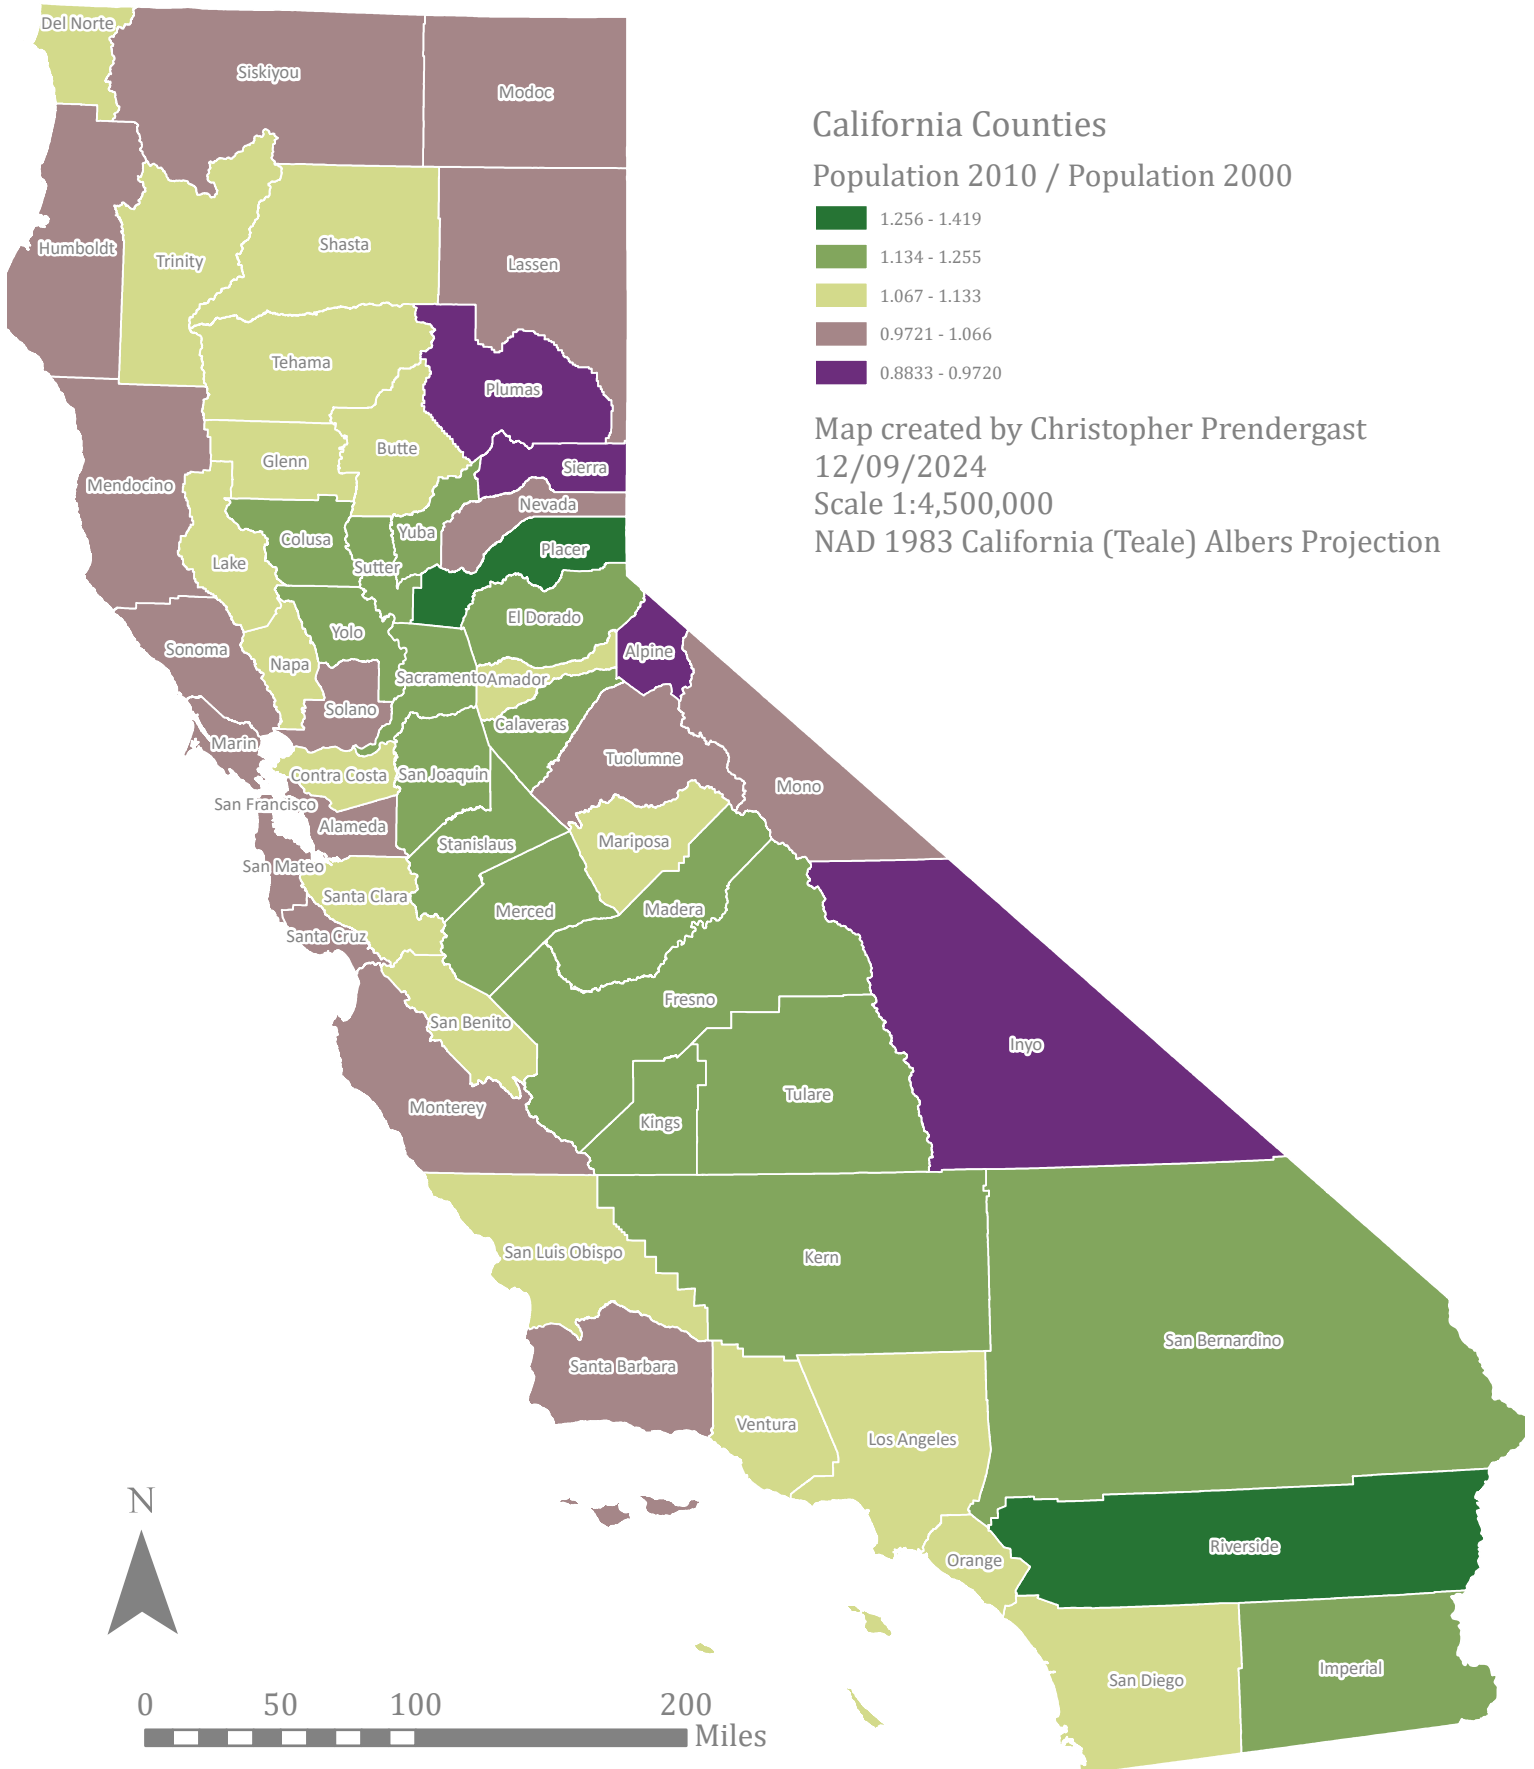 Del Norte
Siskiyou
Modoc
California Counties
Population 2010 / Population 2000
1.256 - 1.419
1.134 - 1.255
1.067 - 1.133
0.9721 - 1.066
0.8833 - 0.9720
Map created by Christopher Prendergast
12/09/2024
Scale 1:4,500,000
NAD 1983 California (Teale) Albers Projection
Humboldt
Trinity
Shasta
Lassen
Tehama
Plumas
Butte
Glenn
Sierra
Mendocino
Nevada
Colusa
Yuba
Placer
Lake
Sutter
El Dorado
Yolo
Sonoma
Napa
Alpine
Sacramento
Amador
Solano
Calaveras
Marin
Tuolumne
Contra Costa
San Joaquin
Mono
San Francisco
Alameda
Stanislaus
Mariposa
San Mateo
Santa Clara
Merced
Madera
Santa Cruz
Fresno
San Benito
Inyo
Monterey
Tulare
Kings
San Luis Obispo
Kern
San Bernardino
Santa Barbara
Ventura
Los Angeles
Riverside
Orange
San Diego
Imperial
N
0 50 100 200
Miles